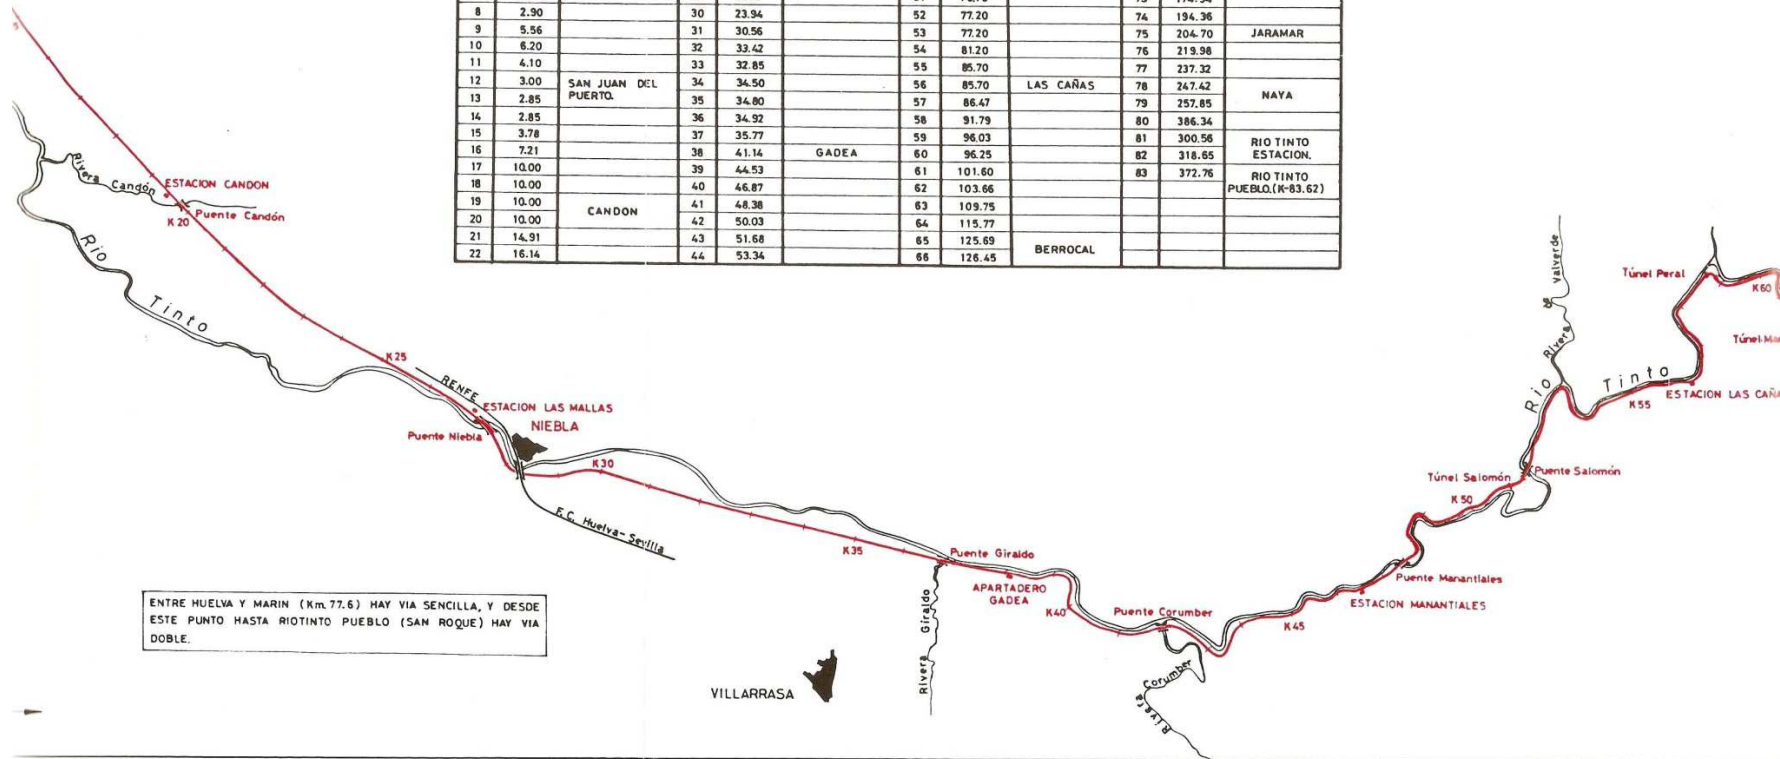 8 2.90 30 23.94 52 77.20 74 194.36
9 5.56 31 30.56 53 77.20 75 204.70 JARAMAR
10 6.20 32 33.42 54 81.20 76 219.98
11 4.10 33 32.85 55 85.70 77 237.32
12 3.00 SAN JUAN DEL 34 34.50 56 85.70 LAS CAÑAS 78 247.42 NAYA
13 2.85 PUERTO. 35 34.80 57 86.47 79 257.85
14 2.85 36 34.92 58 91.79 80 386.34
15 3.78 37 35.77 59 96.03 81 300.56 RIO TINTO
16 7.21 38 41.14 GADEA 60 96.25 82 318.65 ESTACION.
17 10.00 39 44.53 61 101.60 83 372.76 RIO TINTO
18 10.00 40 46.87 62 103.66 PUEBLO.(K-83.62)
19 10.00 CANDON 41 48.38 63 109.75
20 10.00 42 50.03 64 115.77
21 14.91 43 51.68 65 125.69 BERROCAL
22 16.14 44 53.34 66 126.45
Rivera Candón
ESTACION CANDON
Puente Candón
K 20
Rio Tinto
K25
RENFE
ESTACION LAS MALLAS
NIEBLA
Puente Niebla
K30
F.C. Huelva-Sevilla
K35
Puente Giraldo
APARTADERO
GADEA
Rivera Giraldo
K40
Puente Corumber
Rivera Corumber
K45
ESTACION MANANTIALES
Puente Manantiales
K50
Túnel Salomón
Puente Salomón
Rio Tinto
Rivera de Valverde
K55
ESTACION LAS CAÑA
Túnel Peral
K60
Túnel Ma
VILLARRASA
ENTRE HUELVA Y MARIN (Km. 77.6) HAY VIA SENCILLA, Y DESDE
ESTE PUNTO HASTA RIOTINTO PUEBLO (SAN ROQUE) HAY VIA
DOBLE.